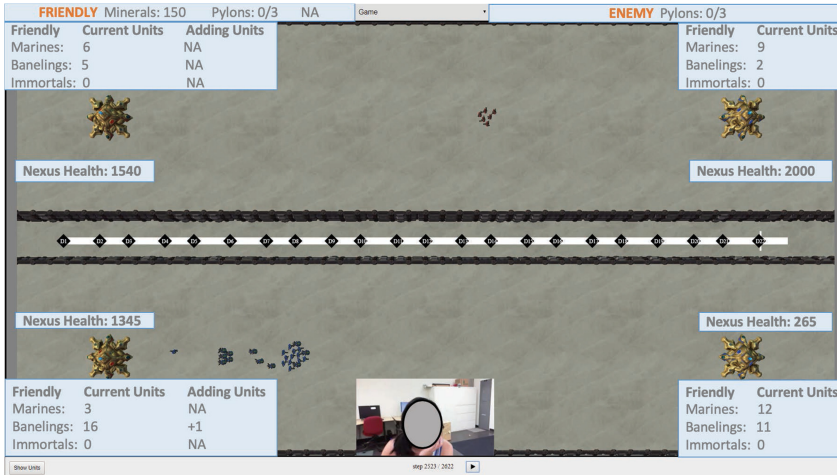 FRIENDLY Minerals: 150 Pylons: 0/3 NA
Game
ENEMY Pylons: 0/3
Friendly Current Units Adding Units
Marines: 6 NA
Banelings: 5 NA
Immortals: 0 NA
Friendly Current Units
Marines: 9
Banelings: 2
Immortals: 0
Nexus Health: 1540
Nexus Health: 2000
D1 D2 D3 D4 D5 D6 D7 D8 D9
Nexus Health: 1345
Nexus Health: 265
Friendly Current Units Adding Units
Marines: 3 NA
Banelings: 16 +1
Immortals: 0 NA
Friendly Current Units
Marines: 12
Banelings: 11
Immortals: 0
Show Units
step 2523 / 2622